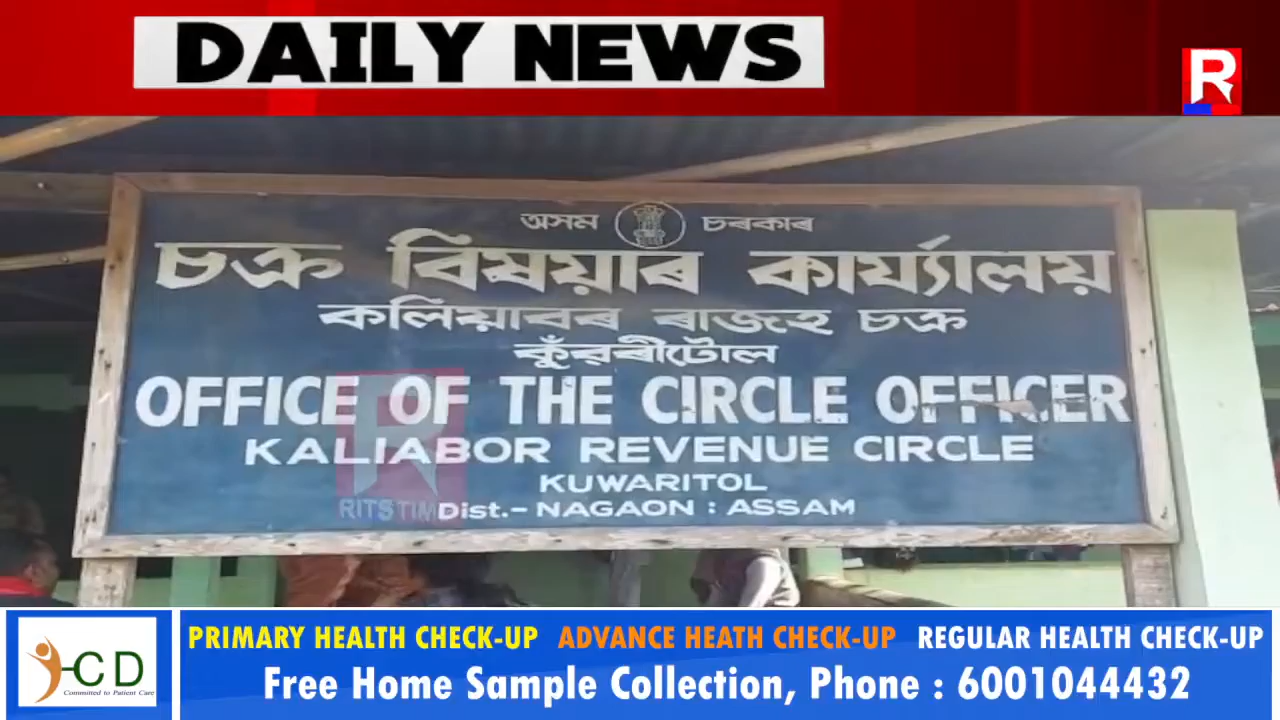 DAILY NEWS
R
অসম চৰকাৰ
চক্ৰ বিষয়াৰ কাৰ্য্যালয়
কলিয়াবৰ ৰাজহ চক্ৰ
কুঁৱৰীটোল
OFFICE OF THE CIRCLE OFFICER
KALIABOR REVENUE CIRCLE
KUWARITOL
RITS TIM
Dist.- NAGAON : ASSAM
CD
Committed to Patient Care
PRIMARY HEALTH CHECK-UP ADVANCE HEATH CHECK-UP REGULAR HEALTH CHECK-UP
Free Home Sample Collection, Phone : 6001044432